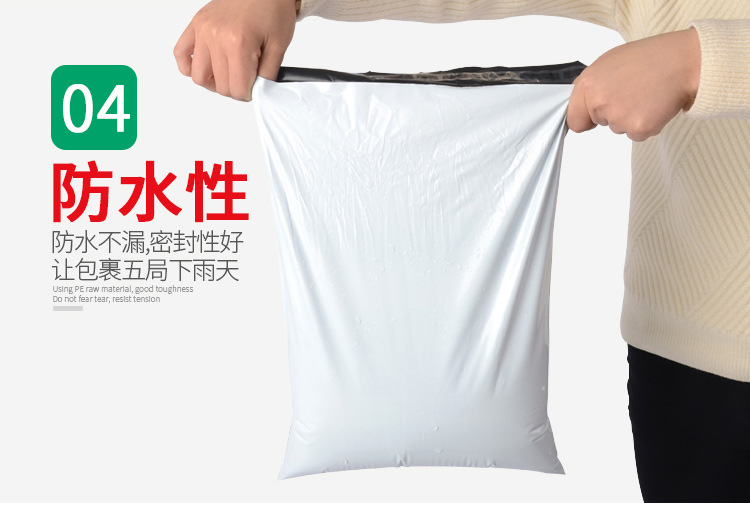 04
防水性
防水不漏,密封性好
让包裹五局下雨天
Using PE raw material, good toughness
Do not fear tear, resist tension